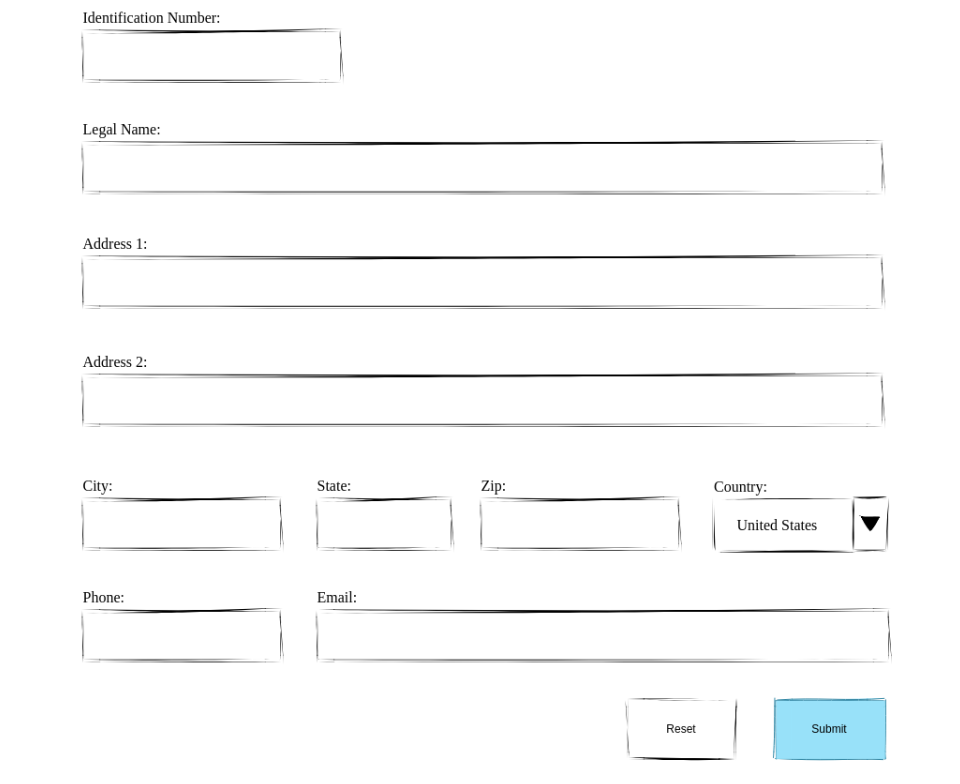 Identification Number:
Legal Name:
Address 1:
Address 2:
City: State: Zip: Country:
United States
Phone: Email:
Reset Submit